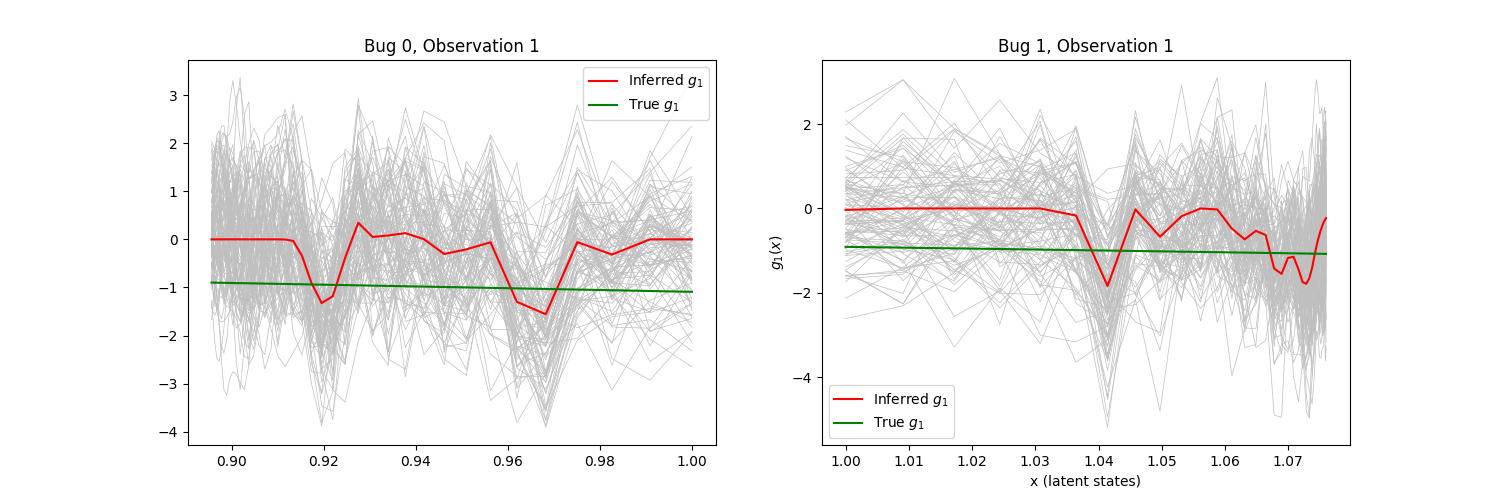 Bug 0, Observation 1
Inferred g₁
True g₁
3
2
1
0
−1
−2
−3
−4
0.90 0.92 0.94 0.96 0.98 1.00
Bug 1, Observation 1
g₁(x)
2
0
−2
−4
Inferred g₁
True g₁
1.00 1.01 1.02 1.03 1.04 1.05 1.06 1.07
x (latent states)